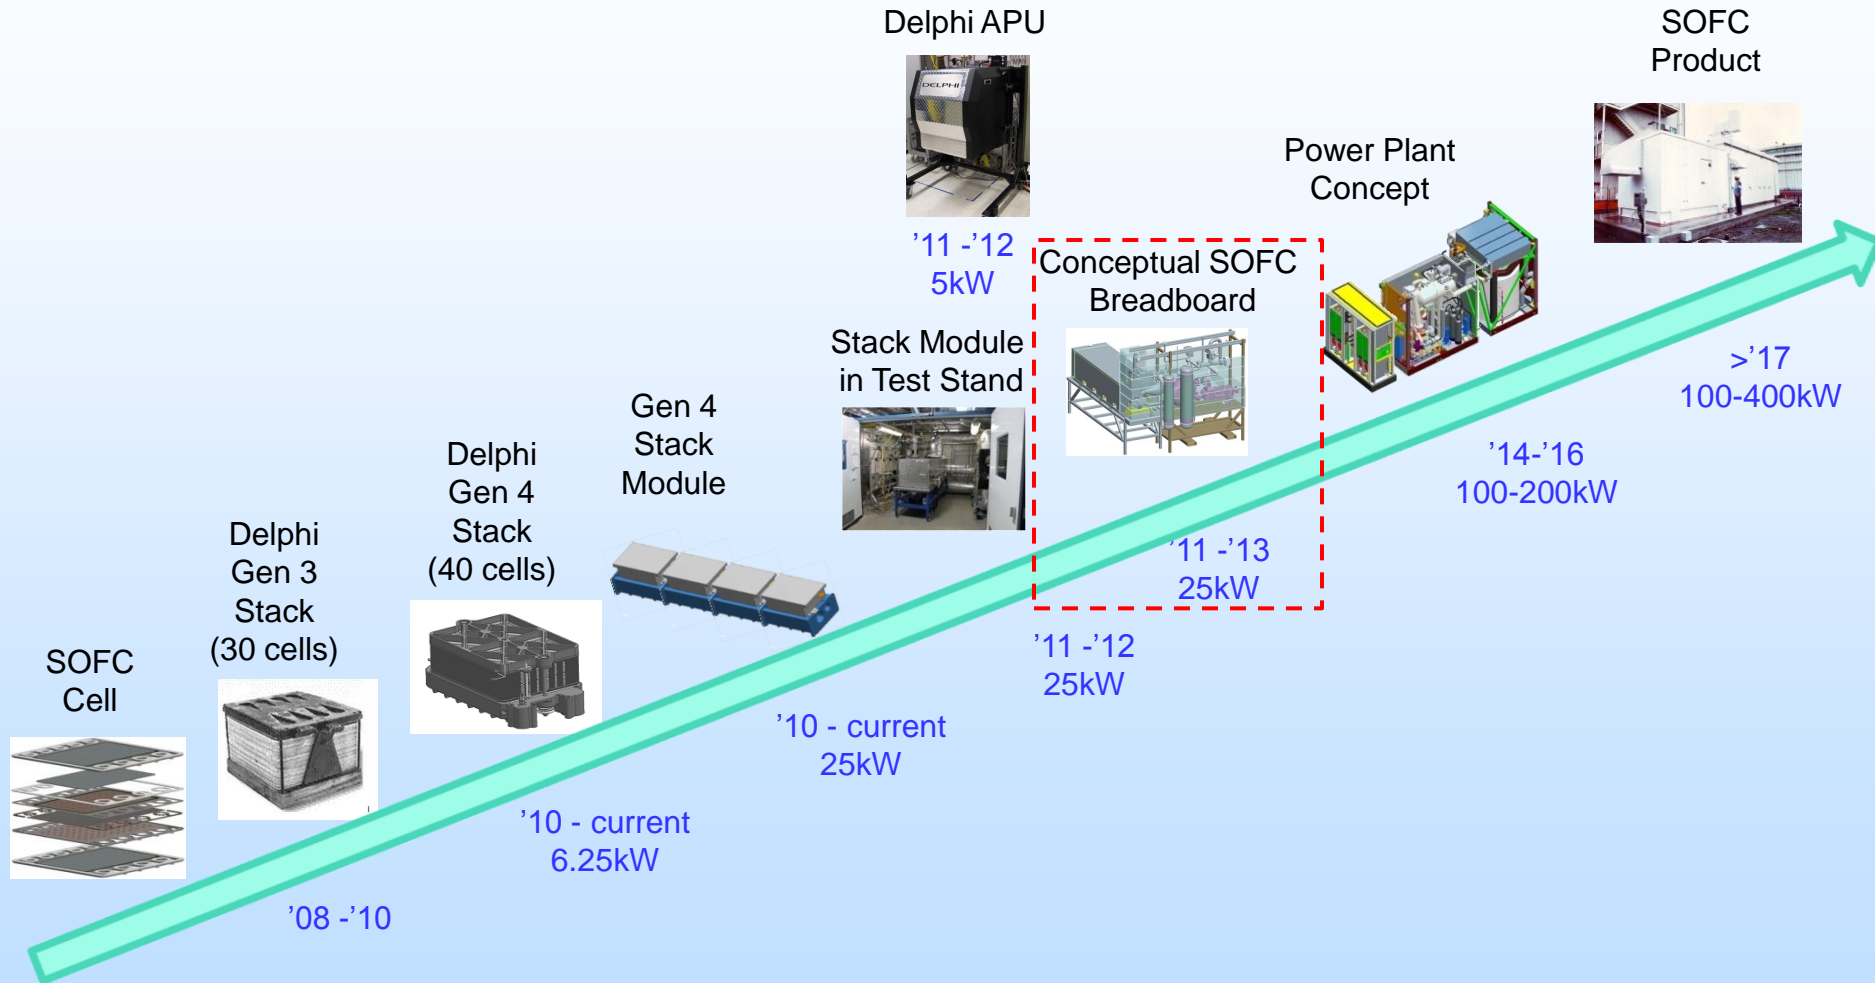 Delphi APU
DELPHI
’11 -’12
5kW
SOFC
Product
Power Plant
Concept
Conceptual SOFC
Breadboard
Stack Module
in Test Stand
Gen 4
Stack
Module
Delphi
Gen 4
Stack
(40 cells)
Delphi
Gen 3
Stack
(30 cells)
SOFC
Cell
’08 -’10
’10 - current
6.25kW
’10 - current
25kW
’11 -’12
25kW
’11 -’13
25kW
’14-’16
100-200kW
>’17
100-400kW